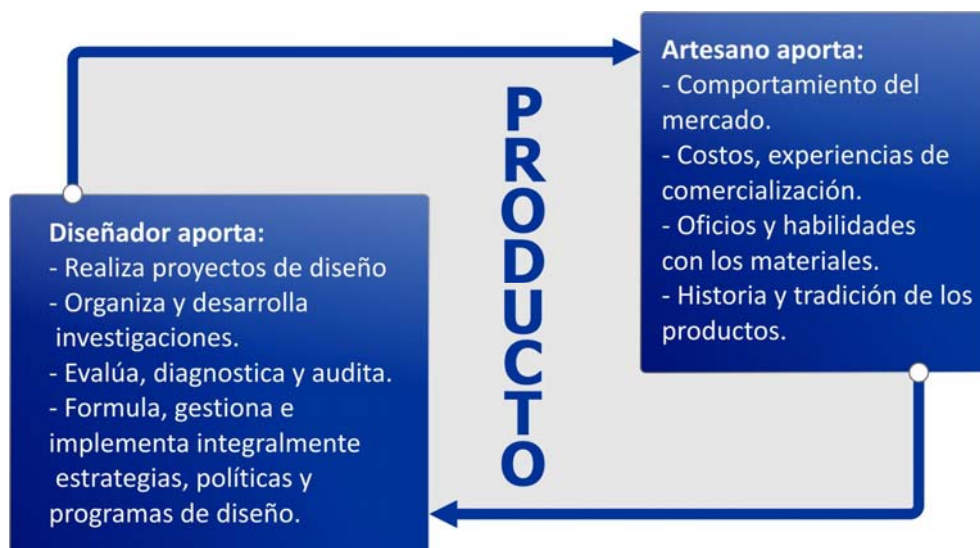 Diseñador aporta:
- Realiza proyectos de diseño
- Organiza y desarrolla
investigaciones.
- Evalúa, diagnostica y audita.
- Formula, gestiona e
implementa integralmente
estrategias, políticas y
programas de diseño.
PRODUCTO
Artesano aporta:
- Comportamiento del
mercado.
- Costos, experiencias de
comercialización.
- Oficios y habilidades
con los materiales.
- Historia y tradición de los
productos.